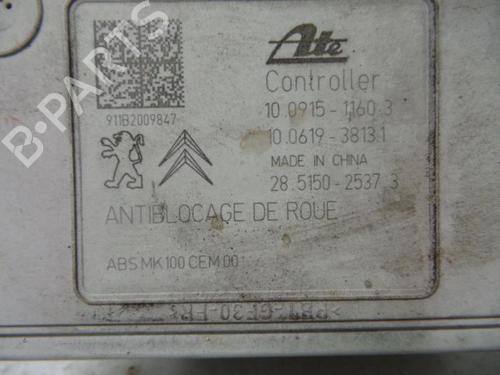 Ate
Controller
10.0915-1160.3
10.0619-3813.1
MADE IN CHINA
28.5150-2537.3
911B2009847
ANTIBLOCAGE DE ROUE
ABS MK100 CEM 00
B-PARTS